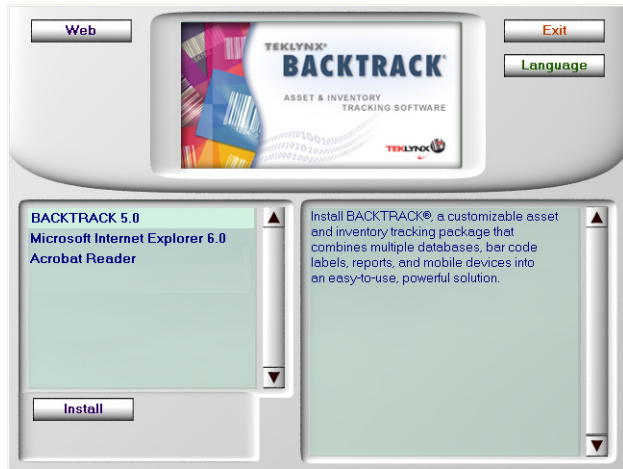 Web
TEKLYNX®
BACKTRACK®
ASSET & INVENTORY
TRACKING SOFTWARE
TEKLYNX
Exit
Language
BACKTRACK 5.0
Microsoft Internet Explorer 6.0
Acrobat Reader
Install
Install BACKTRACK®, a customizable asset
and inventory tracking package that
combines multiple databases, bar code
labels, reports, and mobile devices into
an easy-to-use, powerful solution.